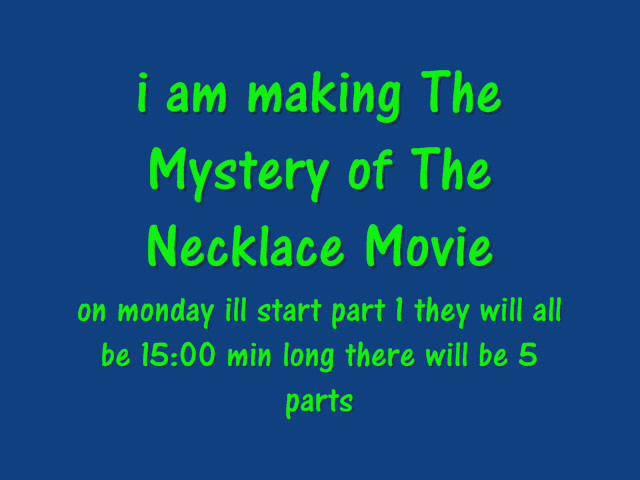 i am making The
Mystery of The
Necklace Movie
on monday ill start part 1 they will all
be 15:00 min long there will be 5
parts